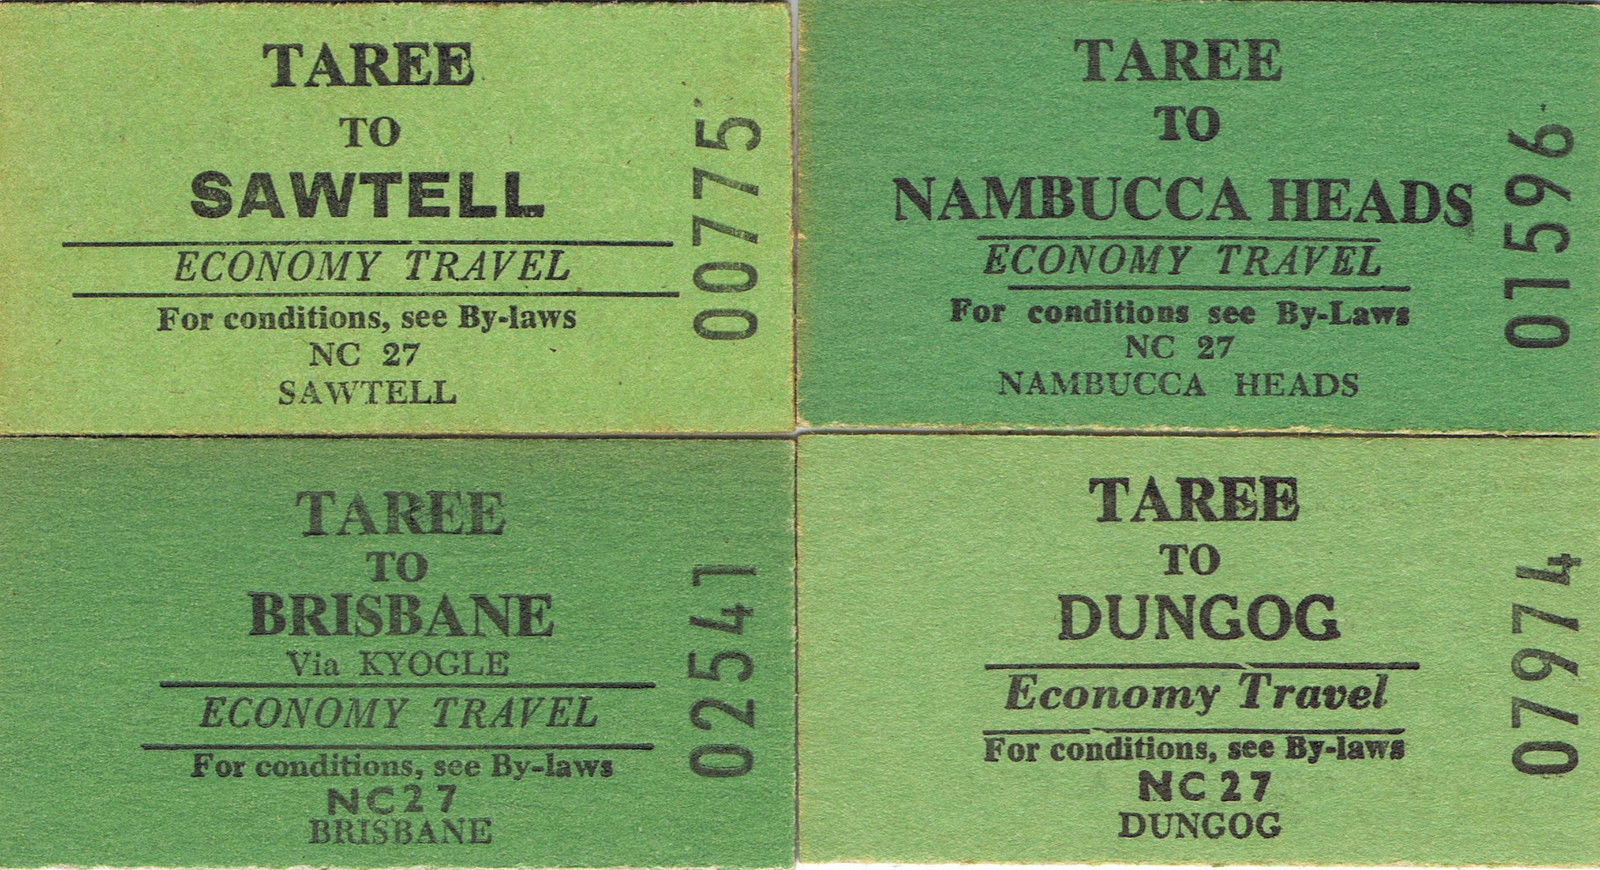 TAREE
TO
SAWTELL
ECONOMY TRAVEL
For conditions, see By-laws
NC 27
SAWTELL
00775
TAREE
TO
NAMBUCCA HEADS
ECONOMY TRAVEL
For conditions see By-Laws
NC 27
NAMBUCCA HEADS
01596
TAREE
TO
BRISBANE
Via KYOGLE
ECONOMY TRAVEL
For conditions, see By-laws
NC27
BRISBANE
02541
TAREE
TO
DUNGOG
Economy Travel
For conditions, see By-laws
NC 27
DUNGOG
07974